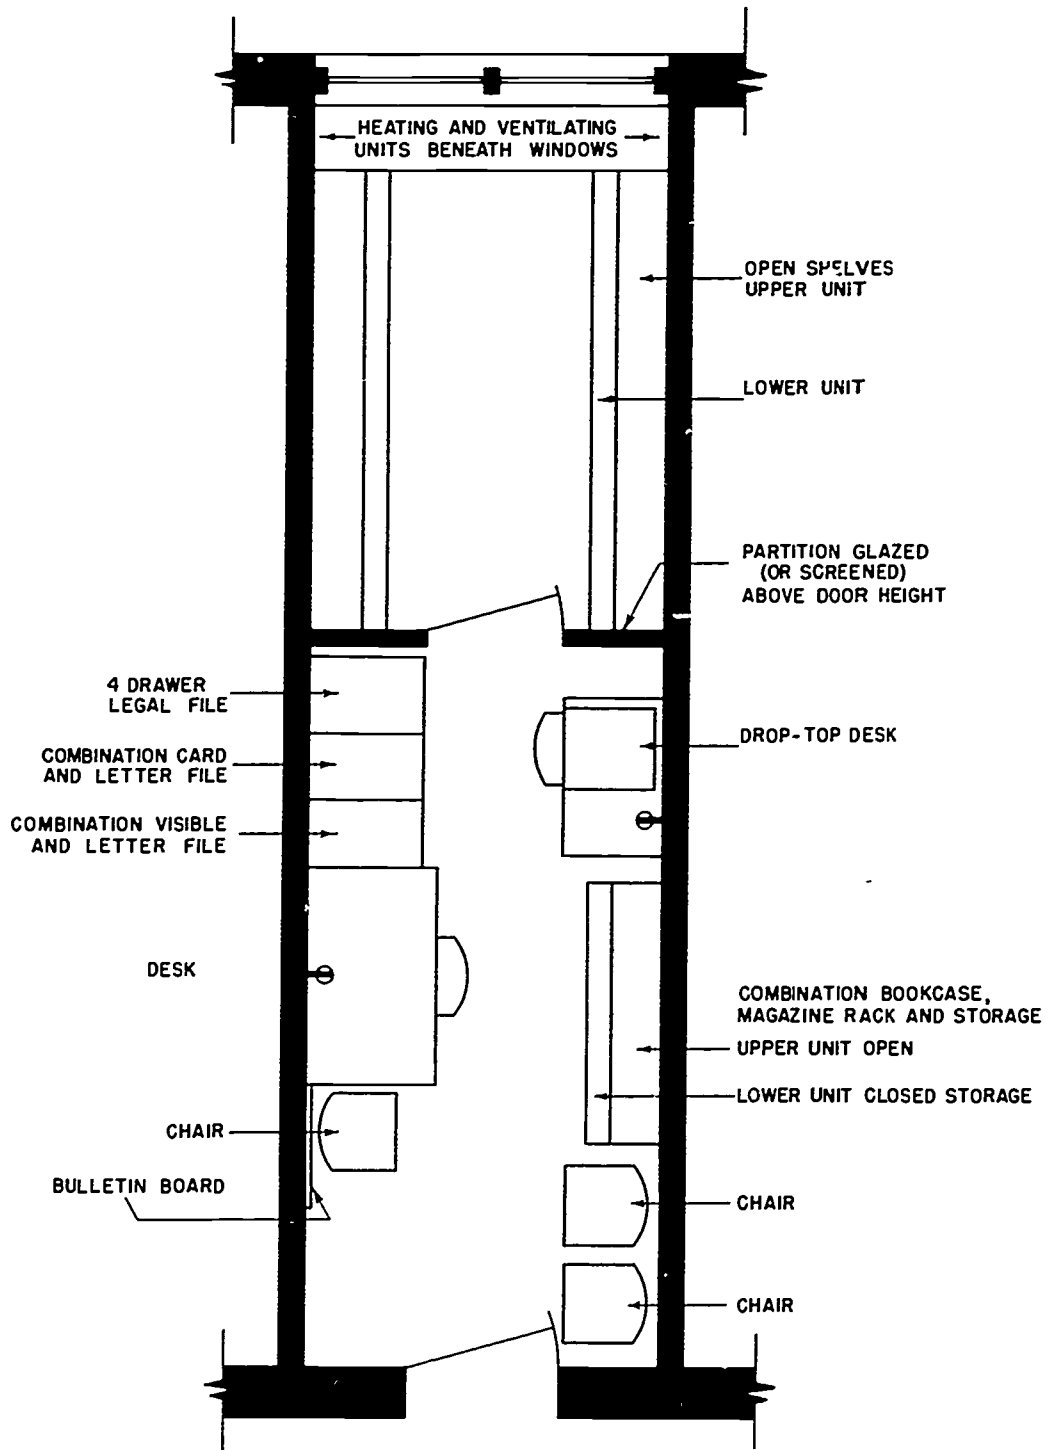 HEATING AND VENTILATING
UNITS BENEATH WINDOWS
OPEN SHELVES
UPPER UNIT
LOWER UNIT
PARTITION GLAZED
(OR SCREENED)
ABOVE DOOR HEIGHT
4 DRAWER
LEGAL FILE
DROP-TOP DESK
COMBINATION CARD
AND LETTER FILE
COMBINATION VISIBLE
AND LETTER FILE
DESK
COMBINATION BOOKCASE,
MAGAZINE RACK AND STORAGE
UPPER UNIT OPEN
LOWER UNIT CLOSED STORAGE
CHAIR
BULLETIN BOARD
CHAIR
CHAIR